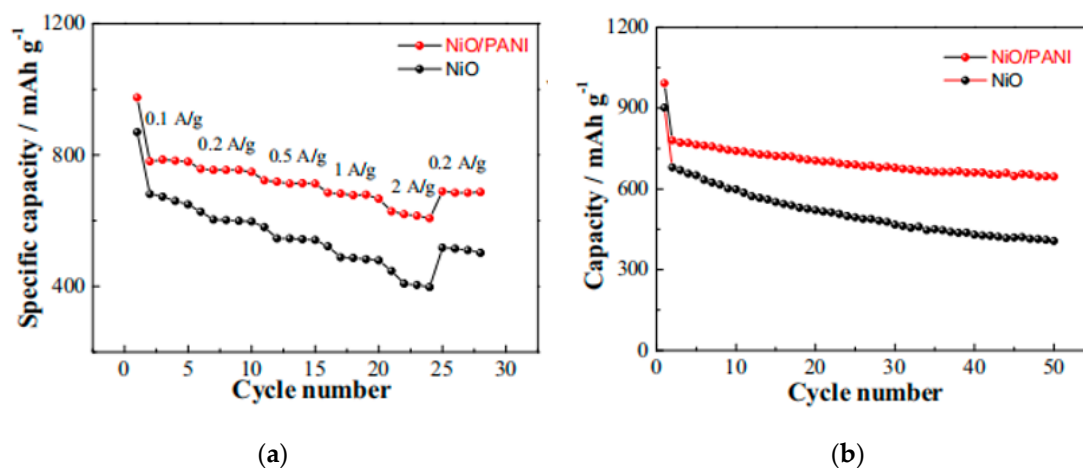 1200
800
400
Specific capacity / mAh g-1
NiO/PANI
NiO
0.1 A/g
0.2 A/g
0.5 A/g
1 A/g
2 A/g
0.2 A/g
0 5 10 15 20 25 30
Cycle number
(a)
1200
900
600
300
0
Capacity / mAh g-1
NiO/PANI
NiO
0 10 20 30 40 50
Cycle number
(b)